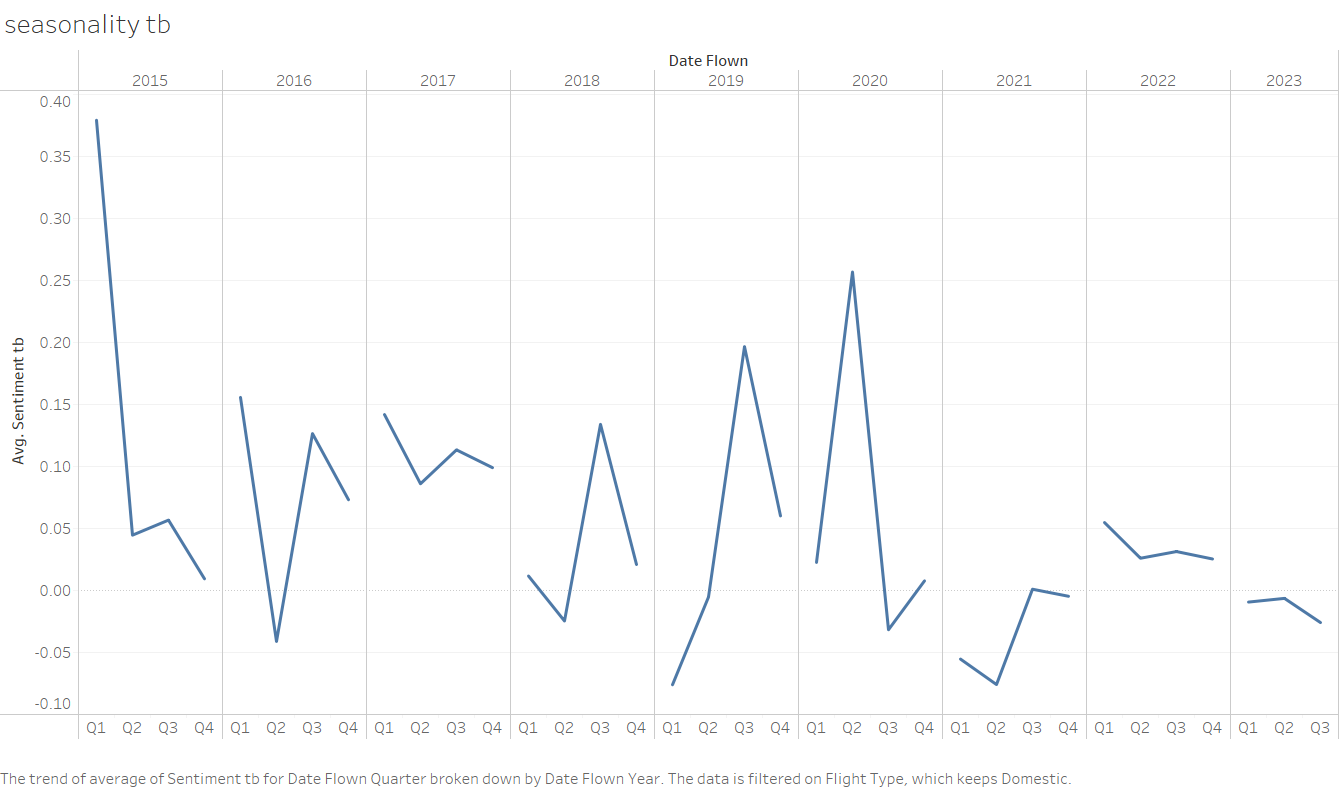 seasonality tb
Date Flown
2015 2016 2017 2018 2019 2020 2021 2022 2023
0.40
0.35
0.30
0.25
0.20
0.15
0.10
0.05
0.00
-0.05
-0.10
Avg. Sentiment tb
Q1 Q2 Q3 Q4 Q1 Q2 Q3 Q4 Q1 Q2 Q3 Q4 Q1 Q2 Q3 Q4 Q1 Q2 Q3 Q4 Q1 Q2 Q3 Q4 Q1 Q2 Q3 Q4 Q1 Q2 Q3 Q4 Q1 Q2 Q3
The trend of average of Sentiment tb for Date Flown Quarter broken down by Date Flown Year. The data is filtered on Flight Type, which keeps Domestic.